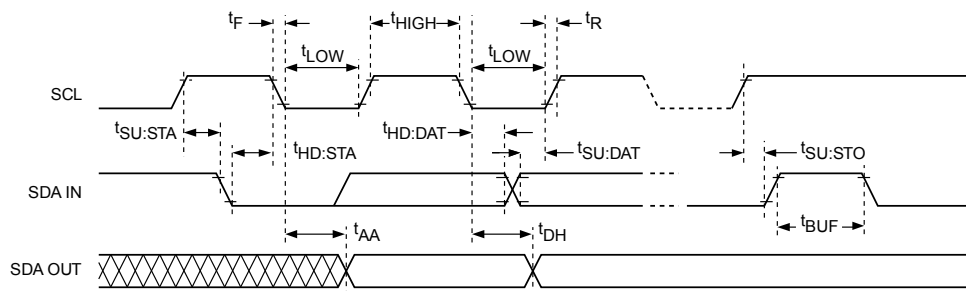 tF
tHIGH
tR
tLOW
tLOW
SCL
tSU:STA
tHD:STA
tHD:DAT
tSU:DAT
tSU:STO
SDA IN
tAA
tDH
tBUF
SDA OUT